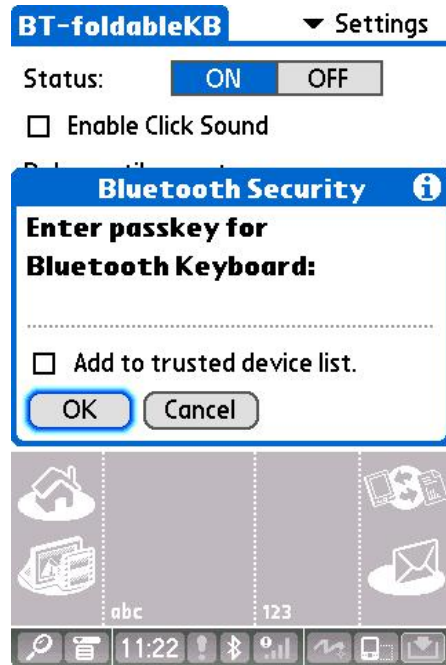 BT-foldableKB Settings
Status: ON OFF
Enable Click Sound
Bluetooth Security
Enter passkey for
Bluetooth Keyboard:
Add to trusted device list.
OK Cancel
abc 123
11:22